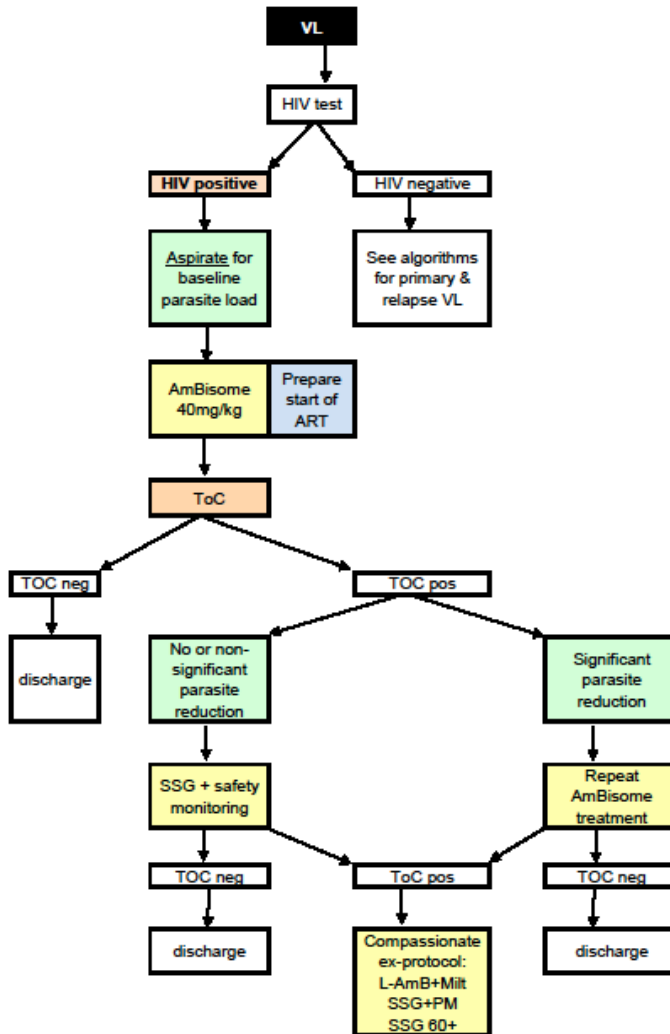 VL
HIV test
HIV positive
HIV negative
Aspirate for
baseline
parasite load
See algorithms
for primary &
relapse VL
AmBisome
40mg/kg
Prepare
start of
ART
ToC
TOC neg
TOC pos
discharge
No or non-
significant
parasite
reduction
Significant
parasite
reduction
SSG + safety
monitoring
Repeat
AmBisome
treatment
TOC neg
ToC pos
TOC neg
discharge
Compassionate
ex-protocol:
L-AmB+Milt
SSG+PM
SSG 60+
discharge